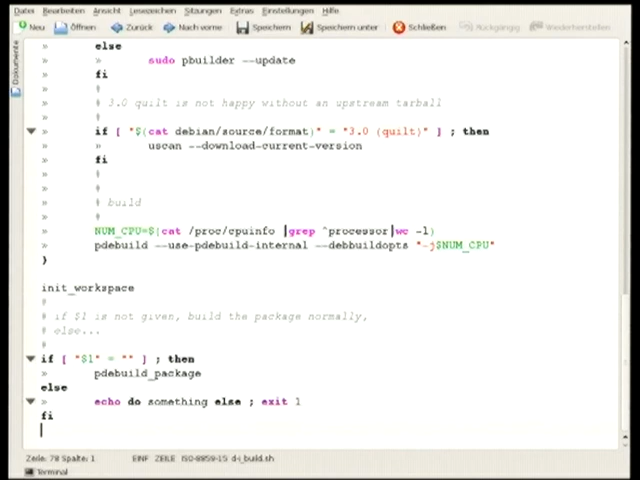 Datei Bearbeiten Ansicht Lesezeichen Sitzungen Extras Einstellungen Hilfe
Neu Öffnen Zurück Nach vorne Speichern Speichern unter Schließen Rückgängig Wiederherstellen
Dokumente
» else
» » sudo pbuilder --update
» fi
» #
» # 3.0 quilt is not happy without an upstream tarball
» #
» if [ "$(cat debian/source/format)" = "3.0 (quilt)" ] ; then
» » uscan --download-current-version
» fi
» #
» #
» # build
» #
» NUM_CPU=$(cat /proc/cpuinfo |grep ^processor|wc -l)
» pdebuild --use-pdebuild-internal --debbuildopts "-j$NUM_CPU"
}
init_workspace
#
# if $1 is not given, build the package normally,
# else...
#
if [ "$1" = "" ] ; then
» pdebuild_package
else
» echo do something else ; exit 1
fi
Zeile: 78 Spalte: 1 EINF ZEILE ISO-8859-15 d-i_build.sh
Terminal